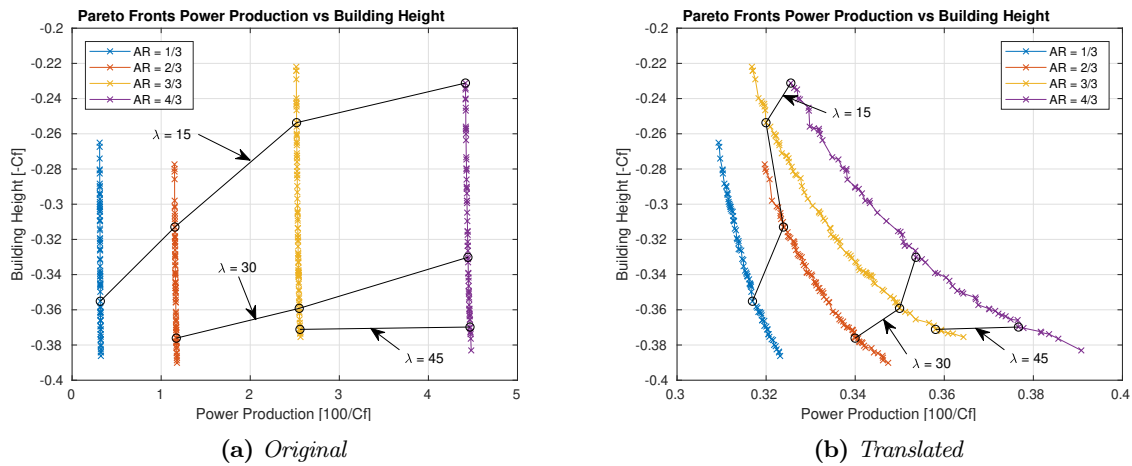 Pareto Fronts Power Production vs Building Height
-0.2
-0.22
-0.24
-0.26
-0.28
-0.3
-0.32
-0.34
-0.36
-0.38
-0.4
Building Height [-Cf]
AR = 1/3
AR = 2/3
AR = 3/3
AR = 4/3
λ = 15
λ = 30
λ = 45
0 1 2 3 4 5
Power Production [100/Cf]
(a) Original
Pareto Fronts Power Production vs Building Height
-0.2
-0.22
-0.24
-0.26
-0.28
-0.3
-0.32
-0.34
-0.36
-0.38
-0.4
Building Height [-Cf]
AR = 1/3
AR = 2/3
AR = 3/3
AR = 4/3
λ = 15
λ = 30
λ = 45
0.3 0.32 0.34 0.36 0.38 0.4
Power Production [100/Cf]
(b) Translated